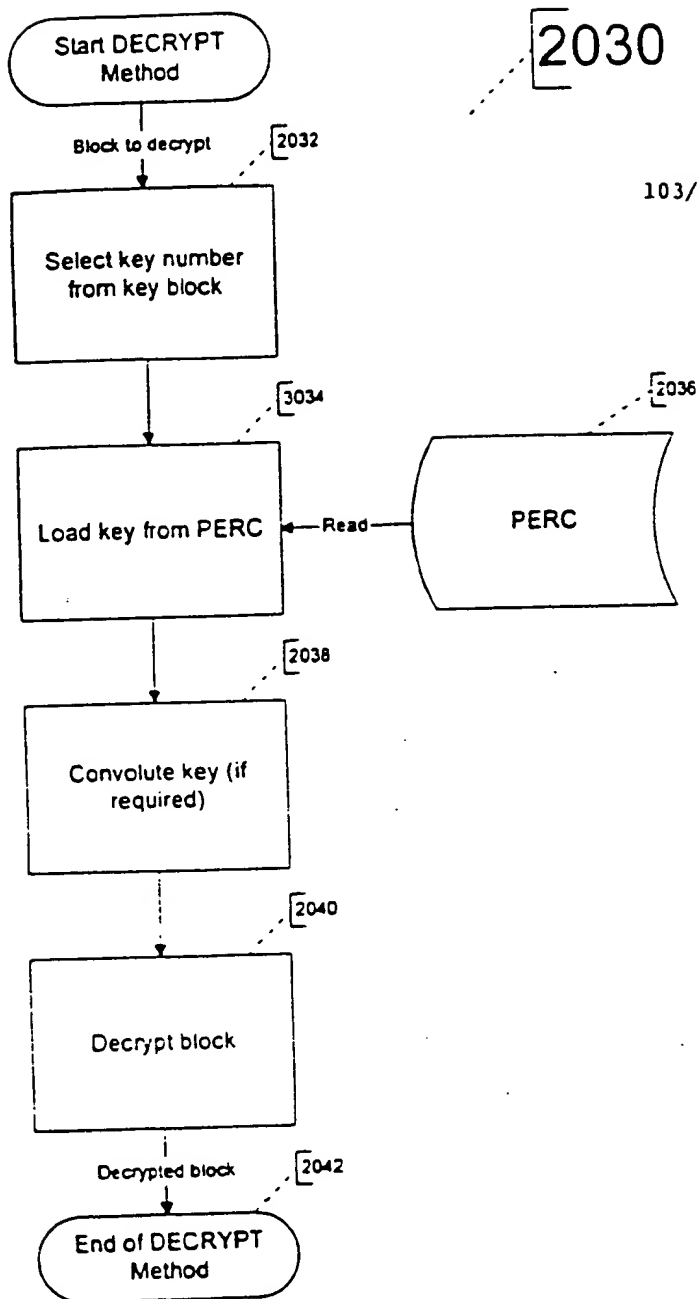 Start DECRYPT
Method
2030
Block to decrypt
2032
103/
Select key number
from key block
3034
2036
Load key from PERC
Read
PERC
2038
Convolute key (if
required)
2040
Decrypt block
Decrypted block
2042
End of DECRYPT
Method